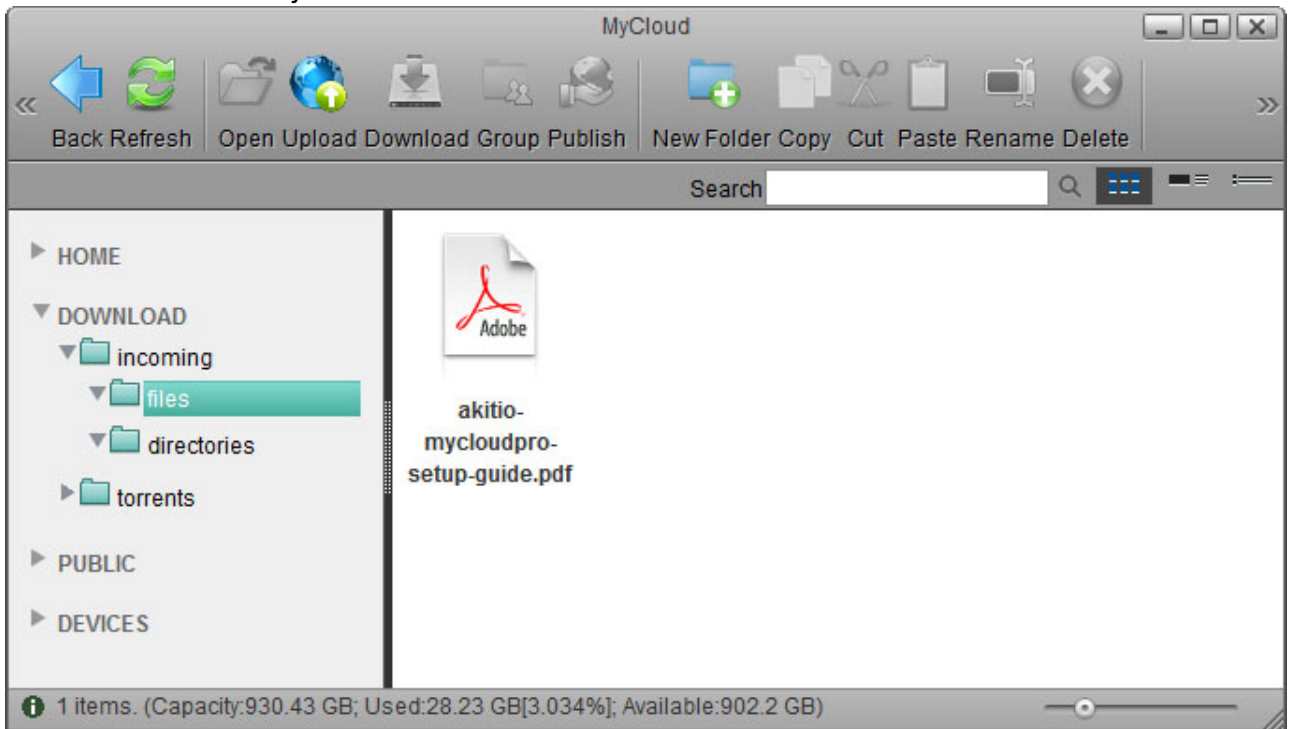 MyCloud
Back Refresh Open Upload Download Group Publish New Folder Copy Cut Paste Rename Delete
Search
HOME
DOWNLOAD
incoming
files
directories
torrents
PUBLIC
DEVICES
Adobe
akitio-
mycloudpro-
setup-guide.pdf
1 items. (Capacity:930.43 GB; Used:28.23 GB[3.034%]; Available:902.2 GB)